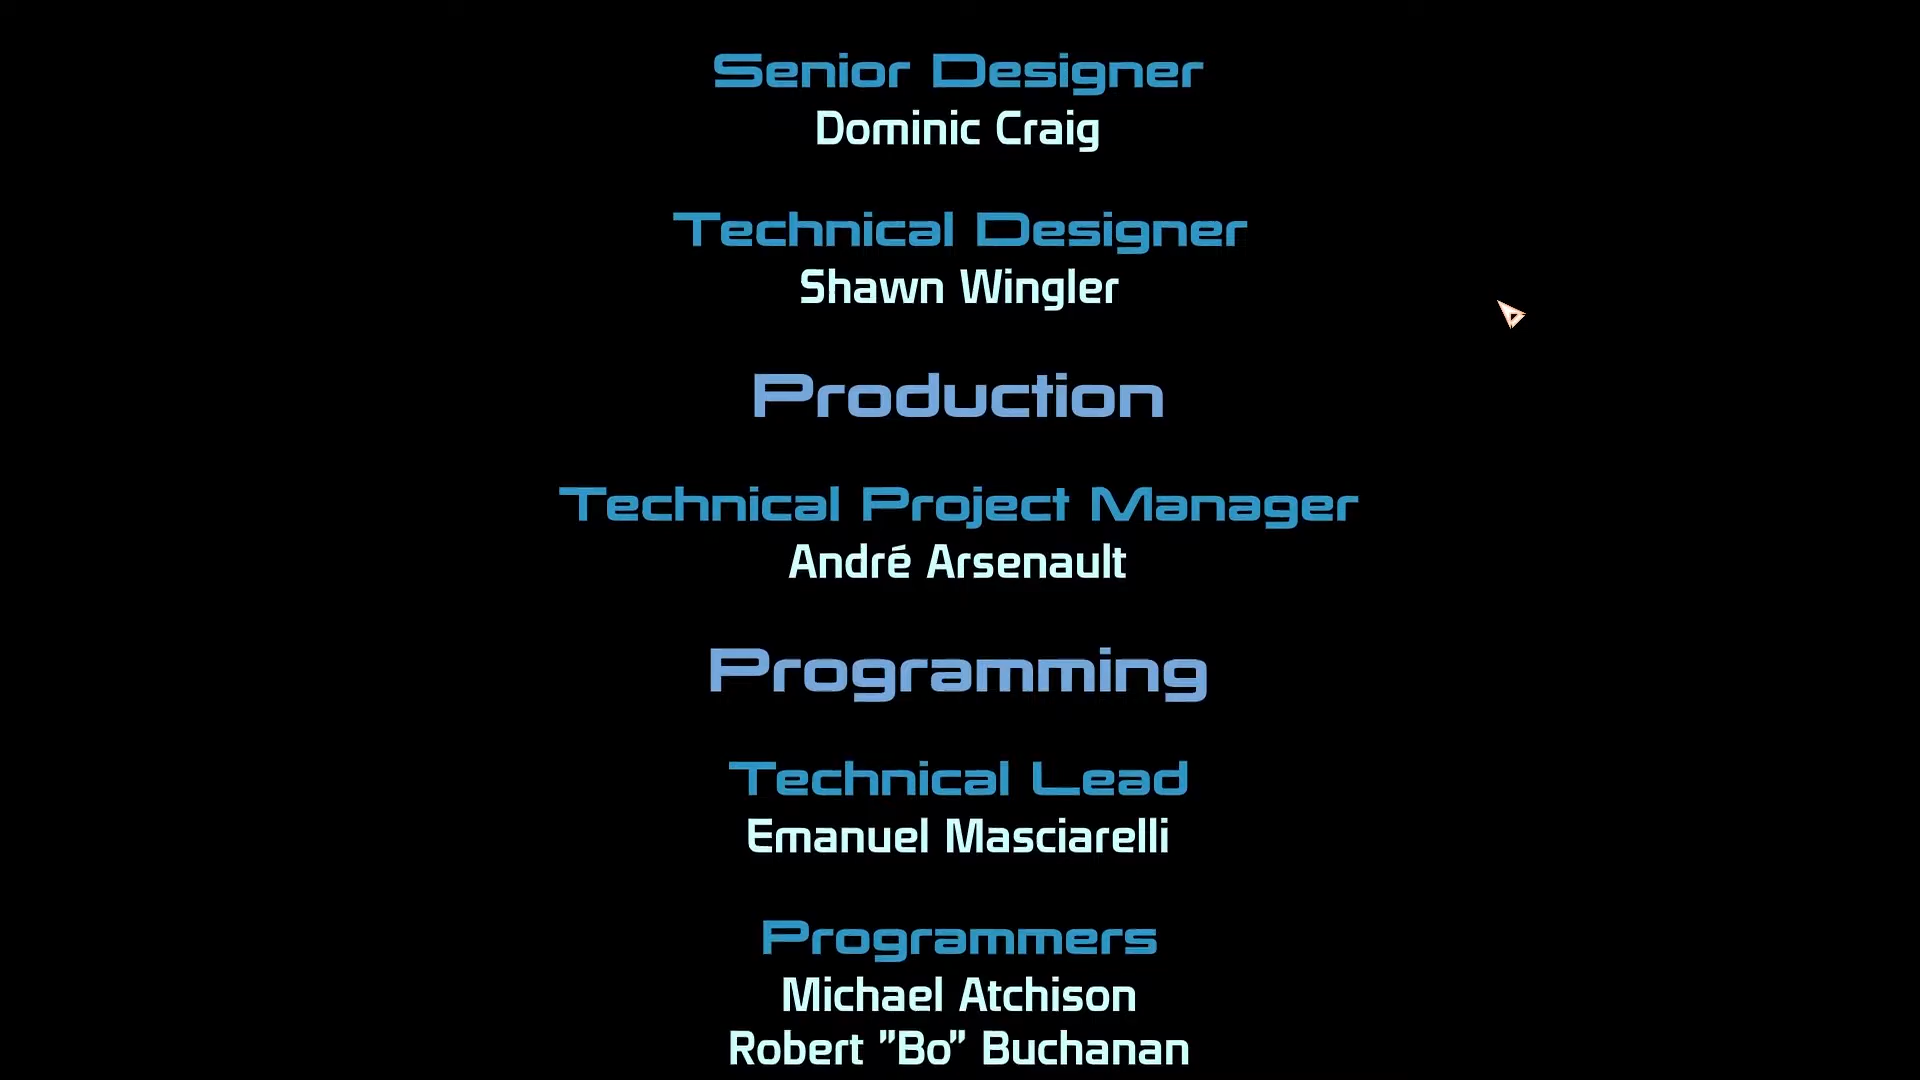 Senior Designer
Dominic Craig
Technical Designer
Shawn Wingler
Production
Technical Project Manager
André Arsenault
Programming
Technical Lead
Emanuel Masciarelli
Programmers
Michael Atchison
Robert ”Bo” Buchanan